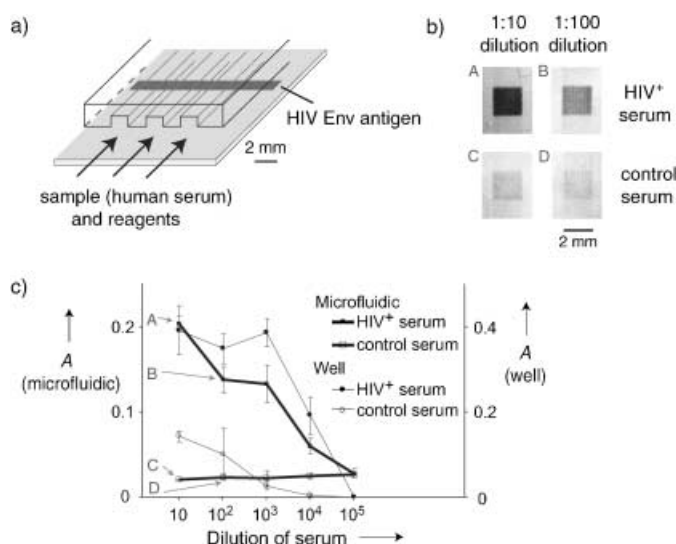 a)
HIV Env antigen
2 mm
sample (human serum)
and reagents
b)
1:10
dilution
1:100
dilution
A
B
HIV+
serum
C
D
control
serum
2 mm
c)
A
(microfluidic)
0.2
0.1
0
A
B
C
D
Microfluidic
HIV+ serum
control serum
Well
HIV+ serum
control serum
0.4
0.2
0
A
(well)
10
10²
10³
10⁴
10⁵
Dilution of serum